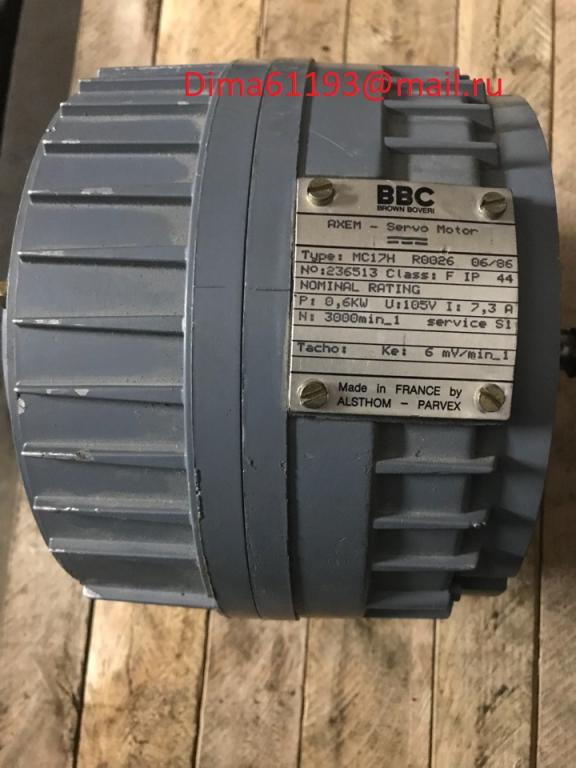 Dima61193@mail.ru
BBC
BROWN BOVERI
AXEM - Servo Motor
Type: MC17H R0026 06/86
No:236513 Class: F IP 44
NOMINAL RATING
P: 0,6KW U:105V I: 7,3 A
N: 3000min_1 service S1
Tacho: Ke: 6 mV/min_1
Made in FRANCE by
ALSTHOM - PARVEX